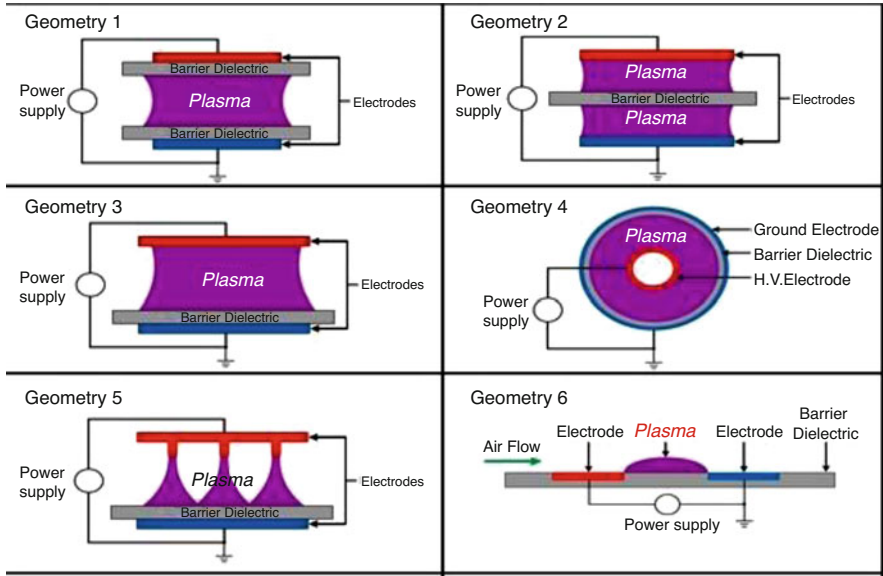 Geometry 1
Barrier Dielectric
Power
supply
Plasma
Electrodes
Barrier Dielectric
Geometry 2
Plasma
Power
supply
Barrier Dielectric
Electrodes
Plasma
Geometry 3
Power
supply
Plasma
Electrodes
Barrier Dielectric
Geometry 4
Plasma
Ground Electrode
Barrier Dielectric
H.V.Electrode
Power
supply
Geometry 5
Power
supply
Plasma
Electrodes
Barrier Dielectric
Geometry 6
Barrier
Dielectric
Electrode
Plasma
Electrode
Air Flow
Power supply